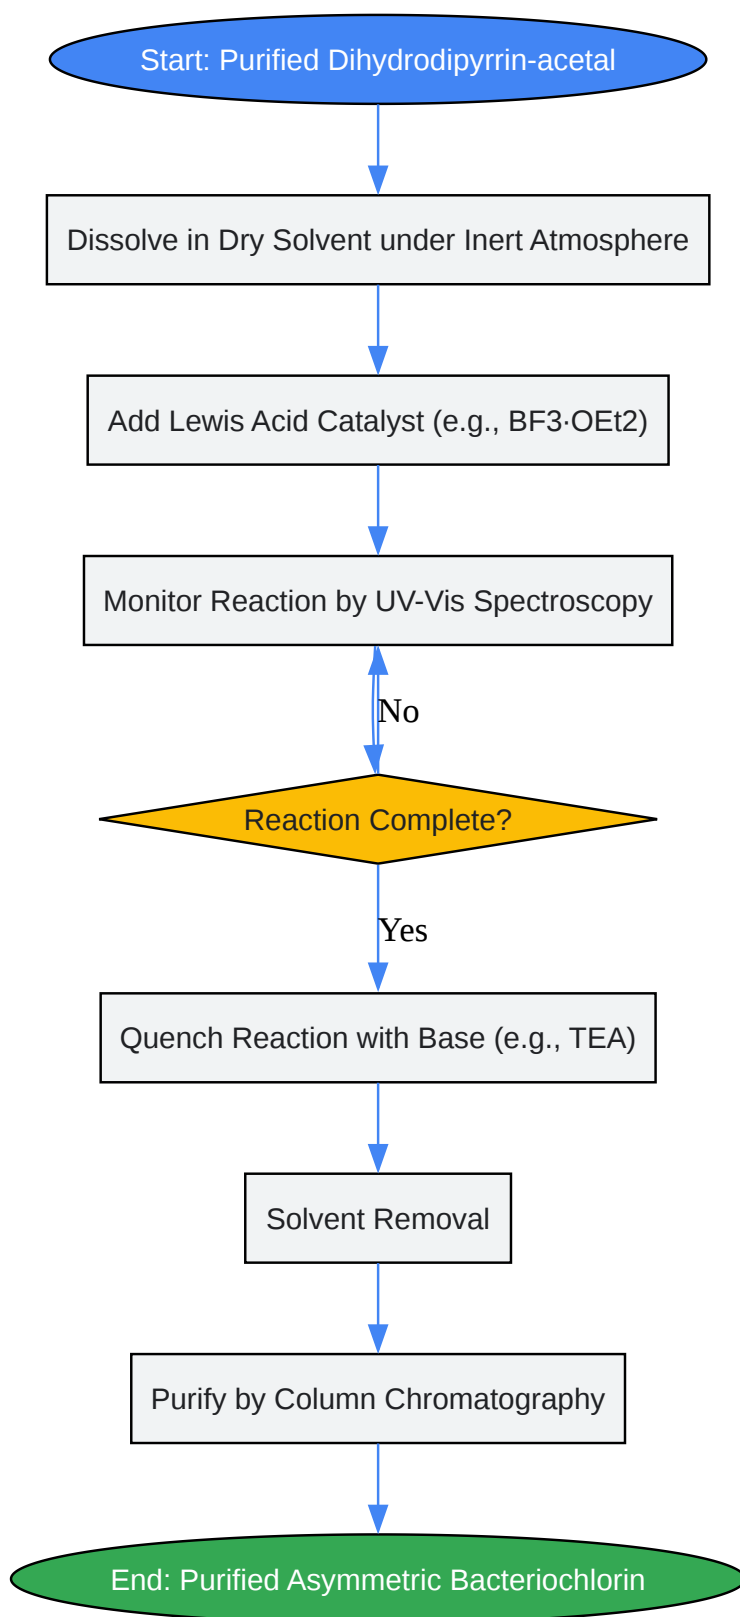 Start: Purified Dihydrodipyrrin-acetal
Dissolve in Dry Solvent under Inert Atmosphere
Add Lewis Acid Catalyst (e.g., BF3·OEt2)
Monitor Reaction by UV-Vis Spectroscopy
No
Reaction Complete?
Yes
Quench Reaction with Base (e.g., TEA)
Solvent Removal
Purify by Column Chromatography
End: Purified Asymmetric Bacteriochlorin